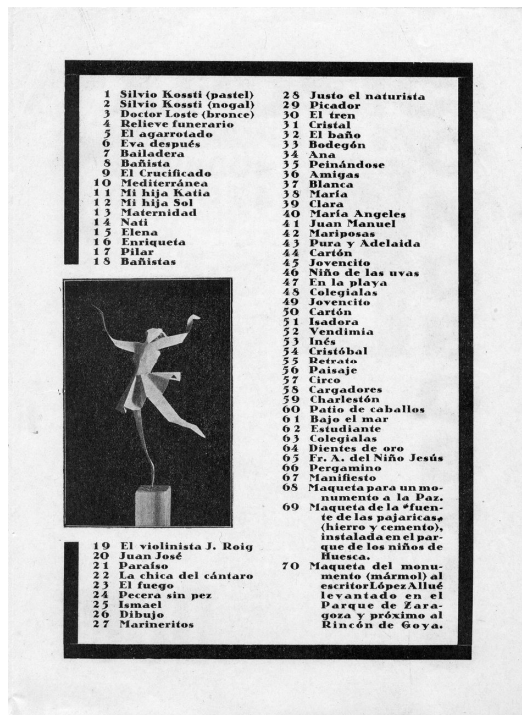 1 Silvio Kossti (pastel)
2 Silvio Kossti (nogal)
3 Doctor Loste (bronce)
4 Relieve funerario
5 El agarrotado
6 Eva después
7 Bailadera
8 Bañista
9 El Crucificado
10 Mediterránea
11 Mi hija Katia
12 Mi hija Sol
13 Maternidad
14 Nati
15 Elena
16 Enriqueta
17 Pilar
18 Bañistas
19 El violinista J. Roig
20 Juan José
21 Paraíso
22 La chica del cántaro
23 El fuego
24 Pecera sin pez
25 Ismael
26 Dibujo
27 Marineritos
28 Justo el naturista
29 Picador
30 El tren
31 Cristal
32 El baño
33 Bodegón
34 Ana
35 Peinándose
36 Amigas
37 Blanca
38 María
39 Clara
40 María Angeles
41 Juan Manuel
42 Mariposas
43 Pura y Adelaida
44 Cartón
45 Jovencito
46 Niño de las uvas
47 En la playa
48 Colegialas
49 Jovencito
50 Cartón
51 Isadora
52 Vendimia
53 Inés
54 Cristóbal
55 Retrato
56 Paisaje
57 Circo
58 Cargadores
59 Charlestón
60 Patio de caballos
61 Bajo el mar
62 Estudiante
63 Colegialas
64 Dientes de oro
65 Fr. A. del Niño Jesús
66 Pergamino
67 Manifiesto
68 Maqueta para un mo-
numento a la Paz.
69 Maqueta de la "fuen-
te de las pajaricas"
(hierro y cemento),
instalada en el par-
que de los niños de
Huesca.
70 Maqueta del monu-
mento (mármol) al
escritor López Allué
levantado en el
Parque de Zara-
goza y próximo al
Rincón de Goya.